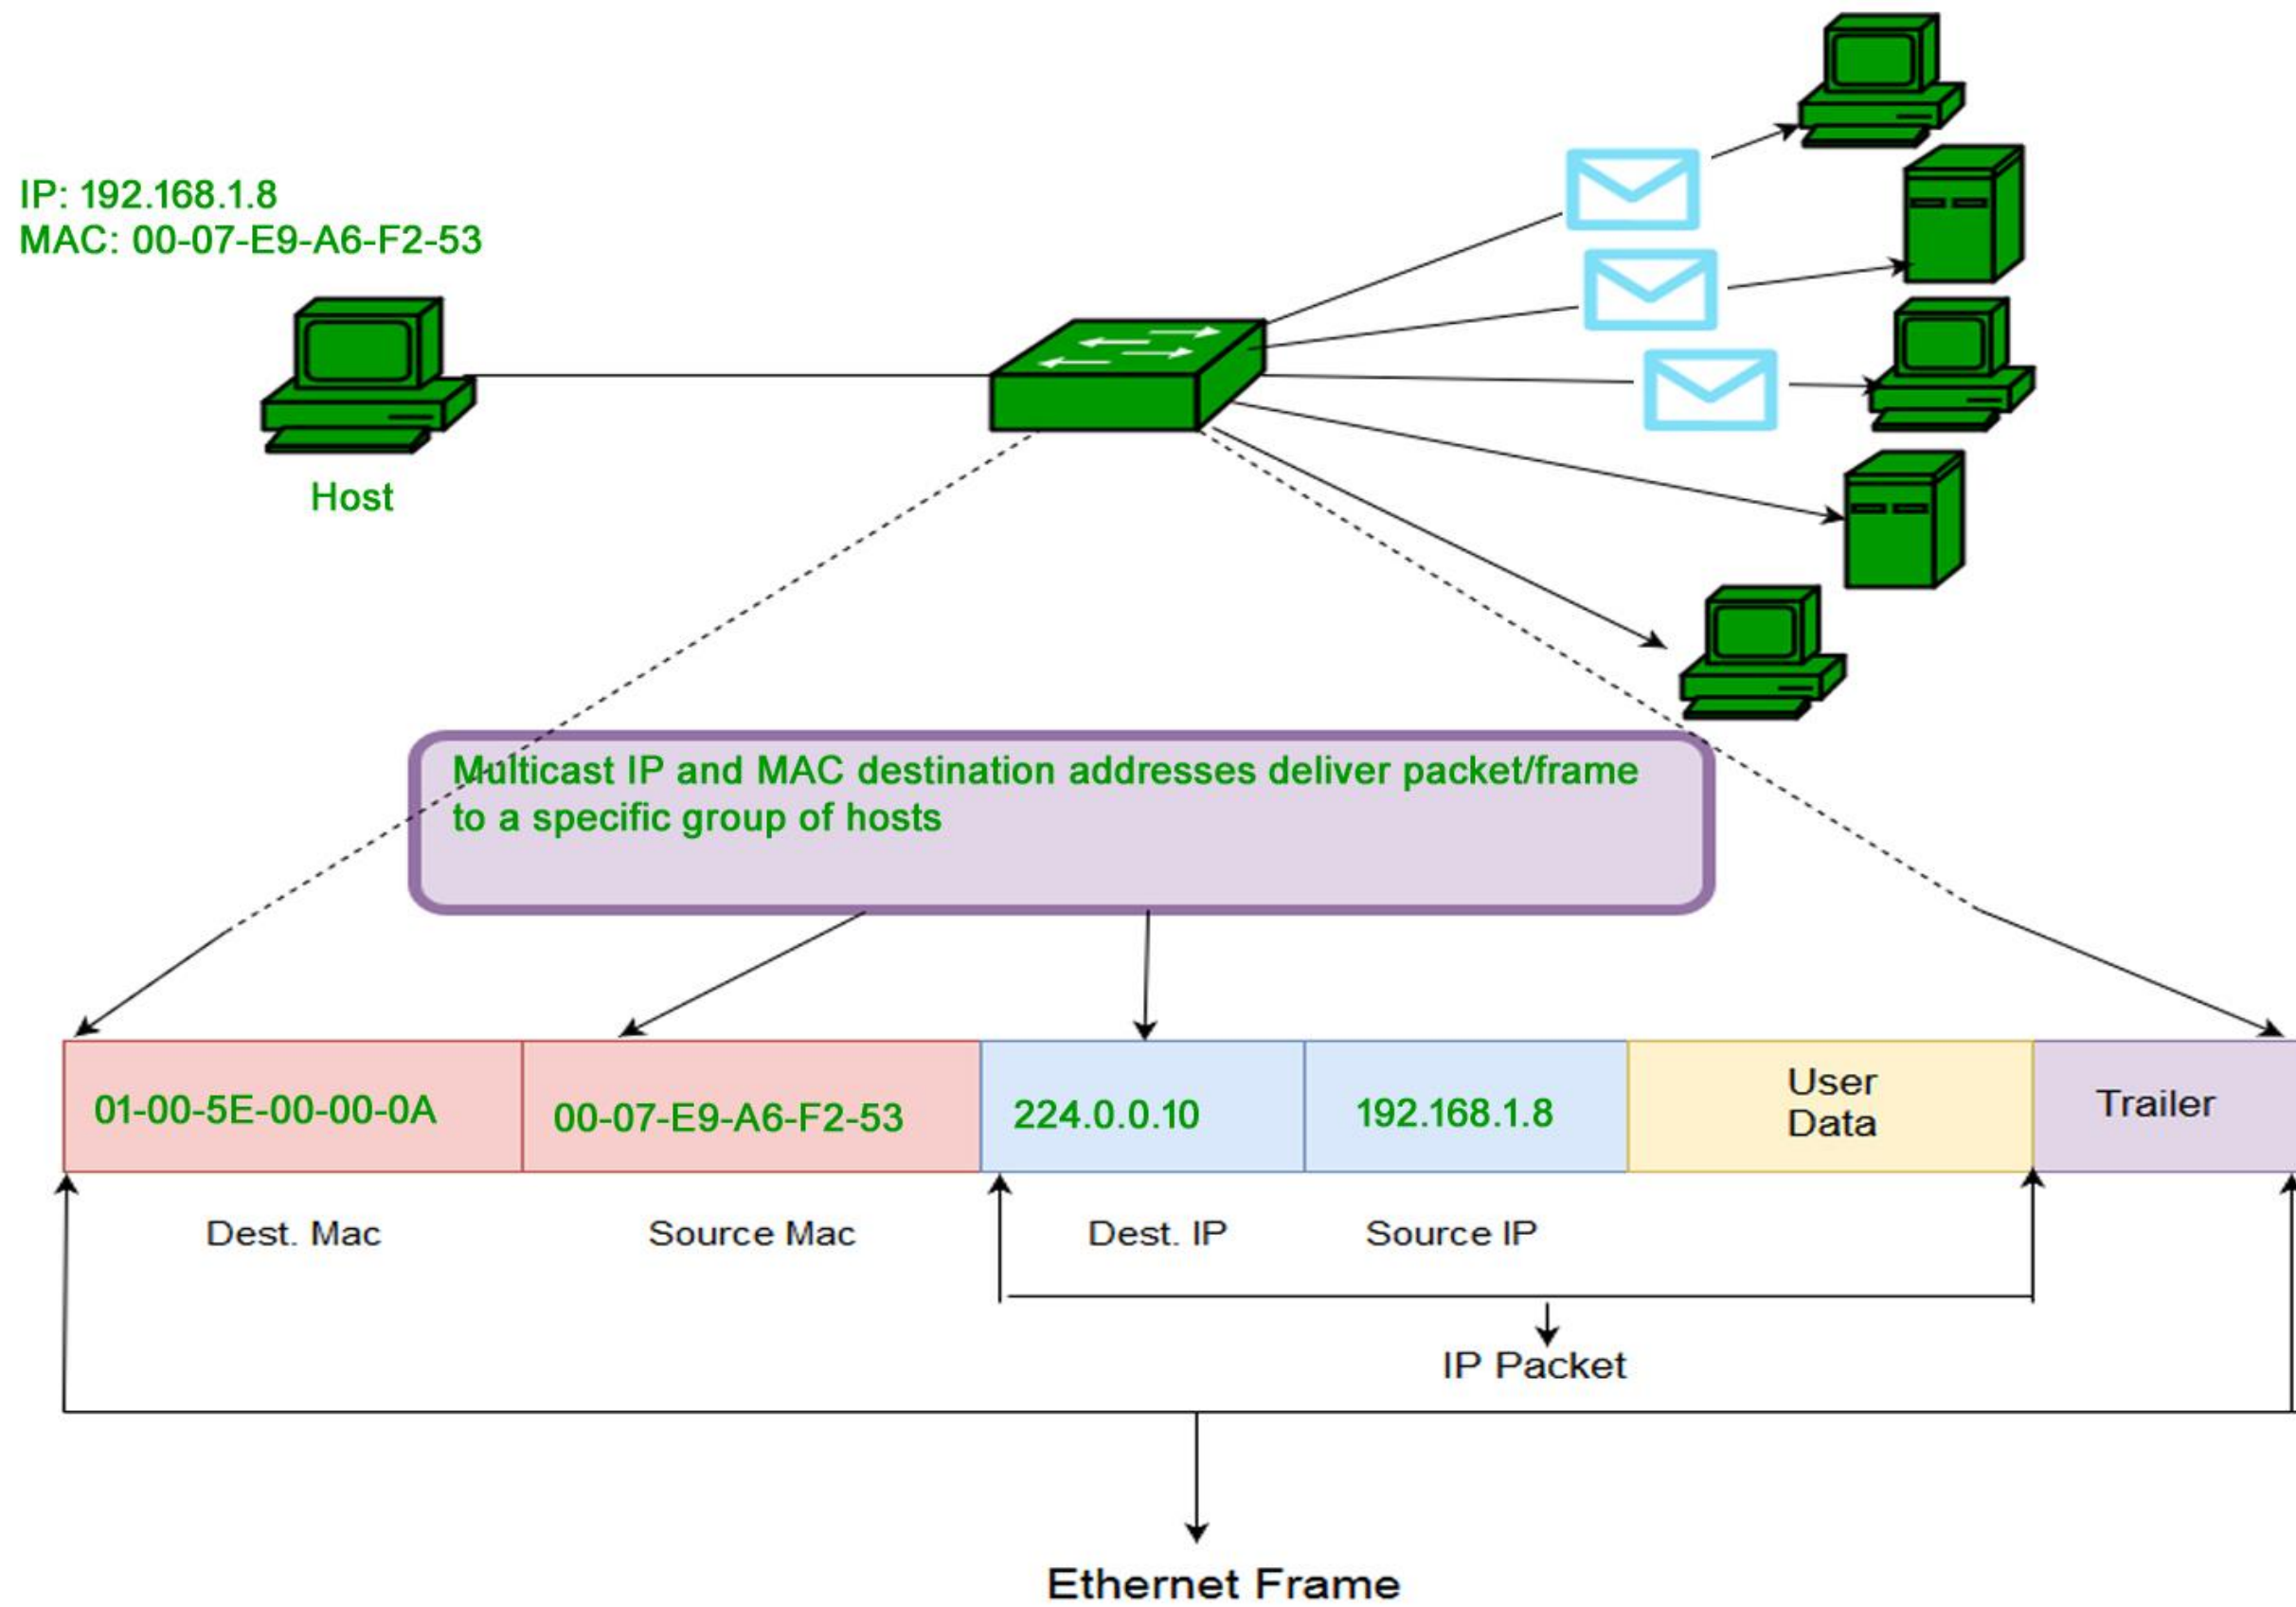 IP: 192.168.1.8
MAC: 00-07-E9-A6-F2-53
Host
Multicast IP and MAC destination addresses deliver packet/frame
to a specific group of hosts
01-00-5E-00-00-0A
00-07-E9-A6-F2-53
224.0.0.10
192.168.1.8
User
Data
Trailer
Dest. Mac
Source Mac
Dest. IP
Source IP
IP Packet
Ethernet Frame